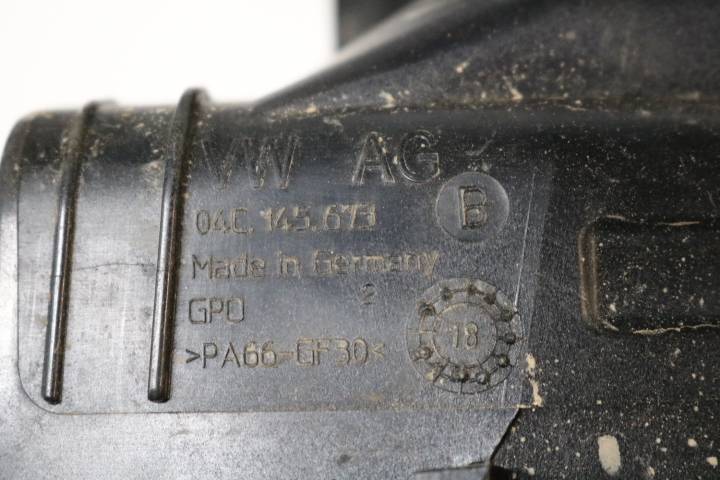 VW AG
04C.145.673 B
Made in Germany
GPO 2
>PA66-GF30< 18